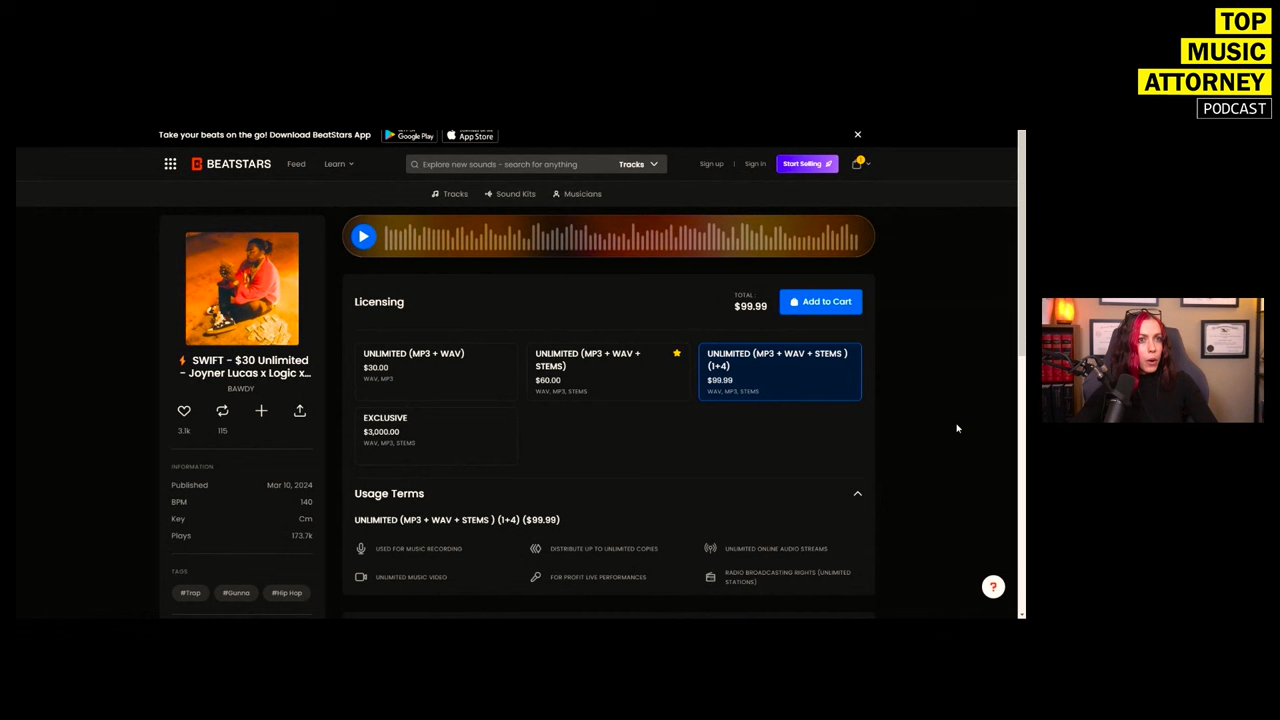 TOP
MUSIC
ATTORNEY
PODCAST
Take your beats on the go! Download BeatStars App
Google Play
App Store
BEATSTARS
Feed
Learn
Explore new sounds - search for anything
Tracks
Sign up
Sign in
Start Selling
Tracks
Sound Kits
Musicians
SWIFT - $30 Unlimited
- Joyner Lucas x Logic x...
BAWDY
3.1k
115
INFORMATION
Published Mar 10, 2024
BPM 140
Key Cm
Plays 173.7k
TAGS
#Trap
#Gunna
#Hip Hop
Licensing
TOTAL:
$99.99
Add to Cart
UNLIMITED (MP3 + WAV)
$30.00
WAV, MP3
UNLIMITED (MP3 + WAV +
STEMS)
$60.00
WAV, MP3, STEMS
UNLIMITED (MP3 + WAV + STEMS )
(1+4)
$99.99
WAV, MP3, STEMS
EXCLUSIVE
$3,000.00
WAV, MP3, STEMS
Usage Terms
UNLIMITED (MP3 + WAV + STEMS ) (1+4) ($99.99)
USED FOR MUSIC RECORDING
DISTRIBUTE UP TO UNLIMITED COPIES
UNLIMITED ONLINE AUDIO STREAMS
UNLIMITED MUSIC VIDEO
FOR PROFIT LIVE PERFORMANCES
RADIO BROADCASTING RIGHTS (UNLIMITED
STATIONS)
?